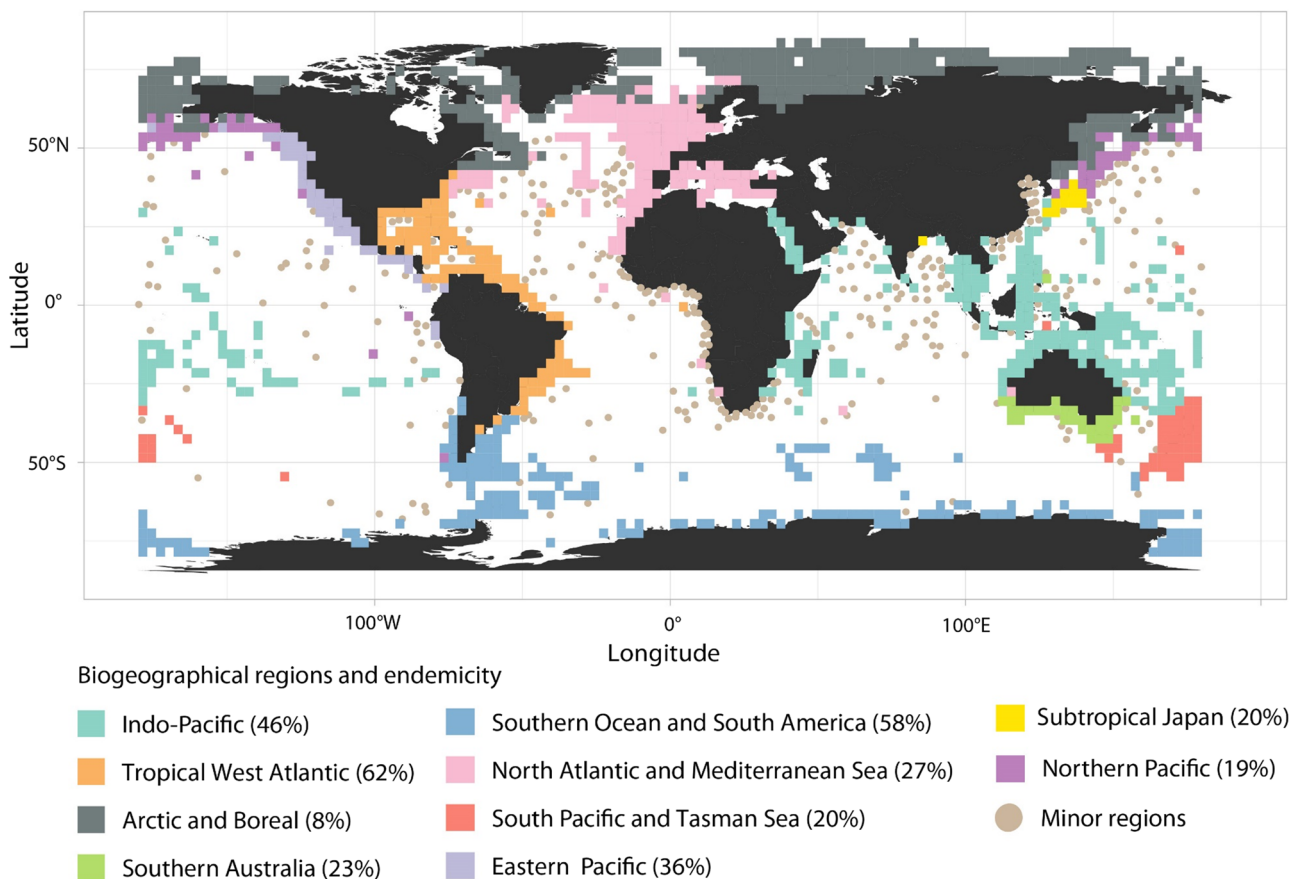 50°N
0°
50°S
Latitude
100°W
0°
100°E
Longitude
Biogeographical regions and endemicity
Indo-Pacific (46%)
Tropical West Atlantic (62%)
Arctic and Boreal (8%)
Southern Australia (23%)
Southern Ocean and South America (58%)
North Atlantic and Mediterranean Sea (27%)
South Pacific and Tasman Sea (20%)
Eastern Pacific (36%)
Subtropical Japan (20%)
Northern Pacific (19%)
Minor regions